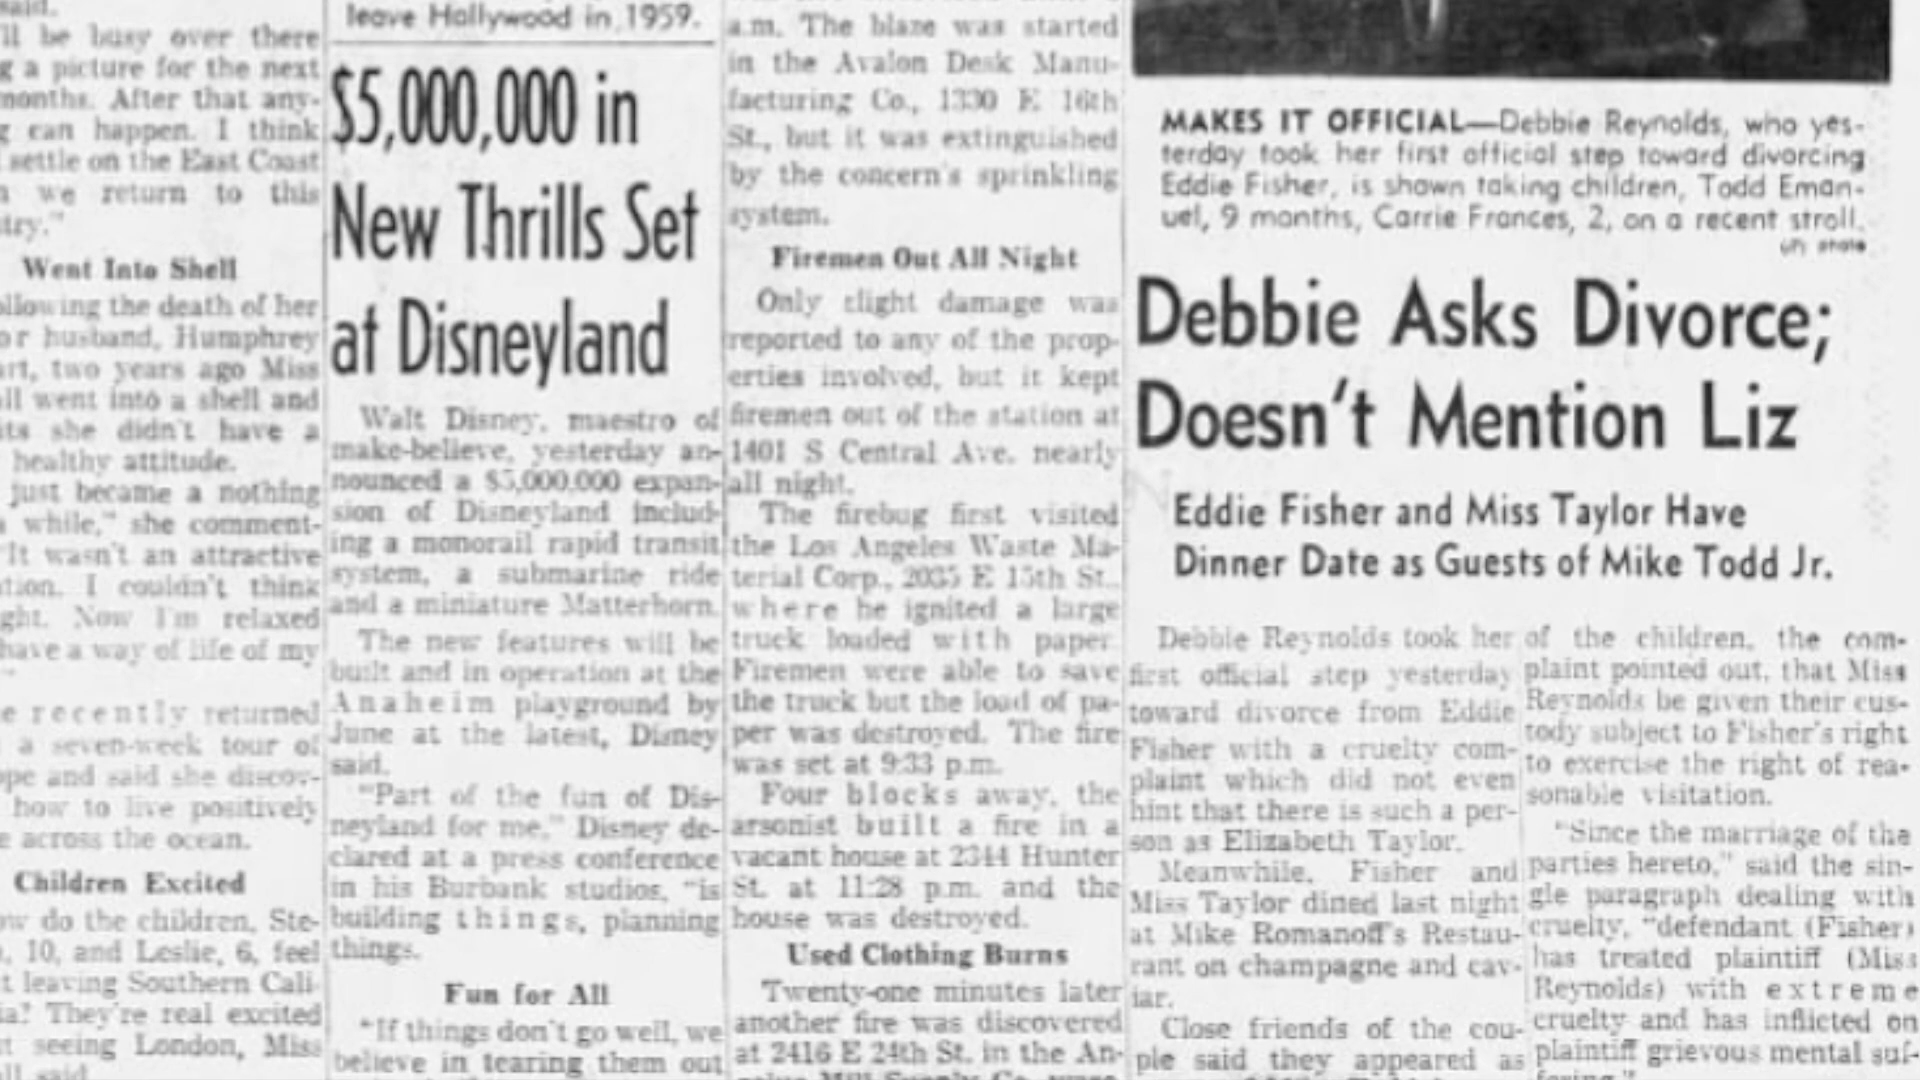 said.
'll be busy over there
g a picture for the next
months. After that any-
g can happen. I think
settle on the East Coast
n we return to this
try."
Went Into Shell
ollowing the death of her
or husband, Humphrey
art, two years ago Miss
ll went into a shell and
its she didn't have a
healthy attitude.
just became a nothing
a while," she comment-
"It wasn't an attractive
tion. I couldn't think
ght. Now I'm relaxed
have a way of life of my
e recently returned
a seven-week tour of
ope and said she discov-
how to live positively
e across the ocean.
Children Excited
ow do the children, Ste-
, 10, and Leslie, 6, feel
t leaving Southern Cali-
ia? They're real excited
t seeing London, Miss
ll said.
leave Hollywood in 1959.
$5,000,000 in
New Thrills Set
at Disneyland
Walt Disney, maestro of
make-believe, yesterday an-
nounced a $5,000,000 expan-
sion of Disneyland includ-
ing a monorail rapid transit
system, a submarine ride
and a miniature Matterhorn.
The new features will be
built and in operation at the
Anaheim playground by
June at the latest, Disney
said.
"Part of the fun of Dis-
neyland for me," Disney de-
clared at a press conference
in his Burbank studios, "is
building things, planning
things.
Fun for All
"If things don't go well, we
believe in tearing them out
a.m. The blaze was started
in the Avalon Desk Manu-
facturing Co., 1330 E 16th
St., but it was extinguished
by the concern's sprinkling
system.
Firemen Out All Night
Only slight damage was
reported to any of the prop-
erties involved, but it kept
firemen out of the station at
1401 S Central Ave. nearly
all night.
The firebug first visited
the Los Angeles Waste Ma-
terial Corp., 2035 E 15th St.,
where he ignited a large
truck loaded with paper.
Firemen were able to save
the truck but the load of pa-
per was destroyed. The fire
was set at 9:33 p.m.
Four blocks away, the
arsonist built a fire in a
vacant house at 2344 Hunter
St. at 11:28 p.m. and the
house was destroyed.
Used Clothing Burns
Twenty-one minutes later
another fire was discovered
at 2416 E 24th St. in the An-
Mill Supply Co.
MAKES IT OFFICIAL—Debbie Reynolds, who yes-
terday took her first official step toward divorcing
Eddie Fisher, is shown taking children, Todd Eman-
uel, 9 months, Carrie Frances, 2, on a recent stroll.
photo
Debbie Asks Divorce;
Doesn't Mention Liz
Eddie Fisher and Miss Taylor Have
Dinner Date as Guests of Mike Todd Jr.
Debbie Reynolds took her
first official step yesterday
toward divorce from Eddie
Fisher with a cruelty com-
plaint which did not even
hint that there is such a per-
son as Elizabeth Taylor.
Meanwhile, Fisher and
Miss Taylor dined last night
at Mike Romanoff's Restau-
rant on champagne and cav-
iar.
Close friends of the cou-
ple said they appeared as
of the children, the com-
plaint pointed out, that Miss
Reynolds be given their cus-
tody subject to Fisher's right
to exercise the right of rea-
sonable visitation.
"Since the marriage of the
parties hereto," said the sin-
gle paragraph dealing with
cruelty, "defendant (Fisher)
has treated plaintiff (Miss
Reynolds) with extreme
cruelty and has inflicted on
plaintiff grievous mental suf-
fering."